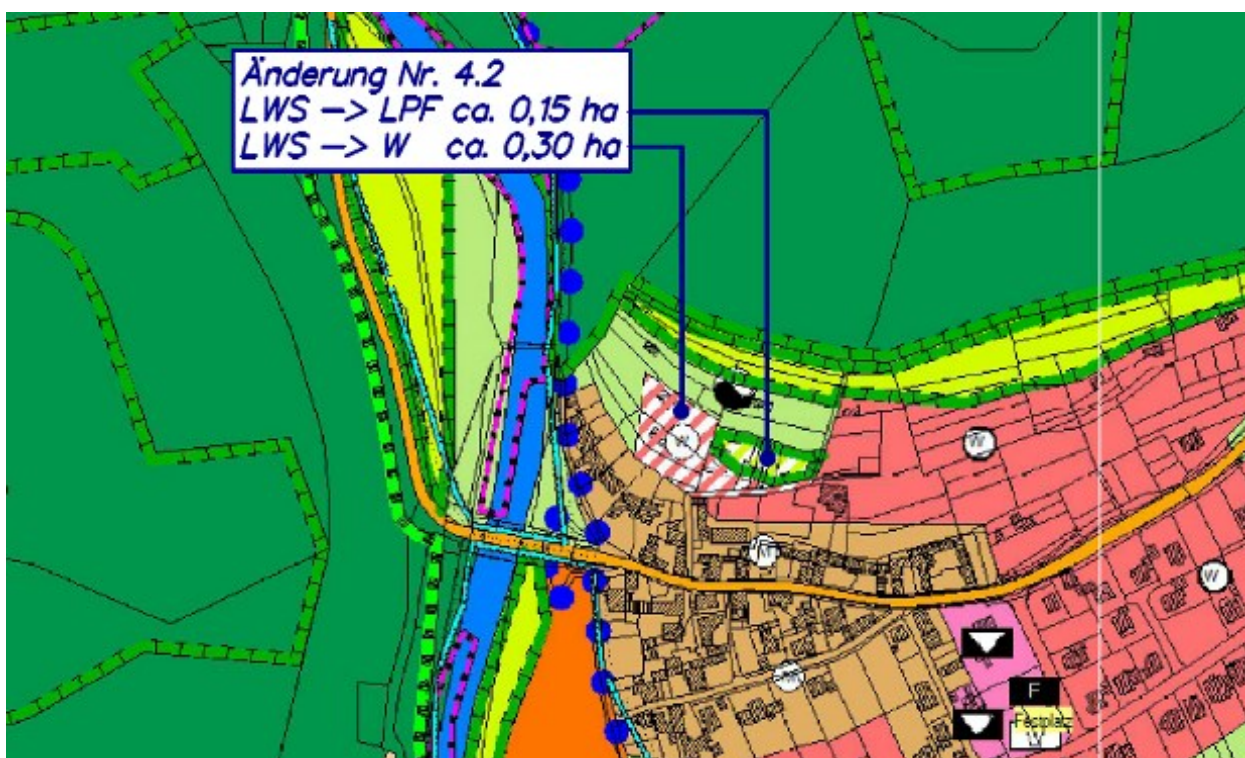 Änderung Nr. 4.2
LWS —> LPF ca. 0,15 ha
LWS —> W ca. 0,30 ha
W
W
M
W
F
Festplatz